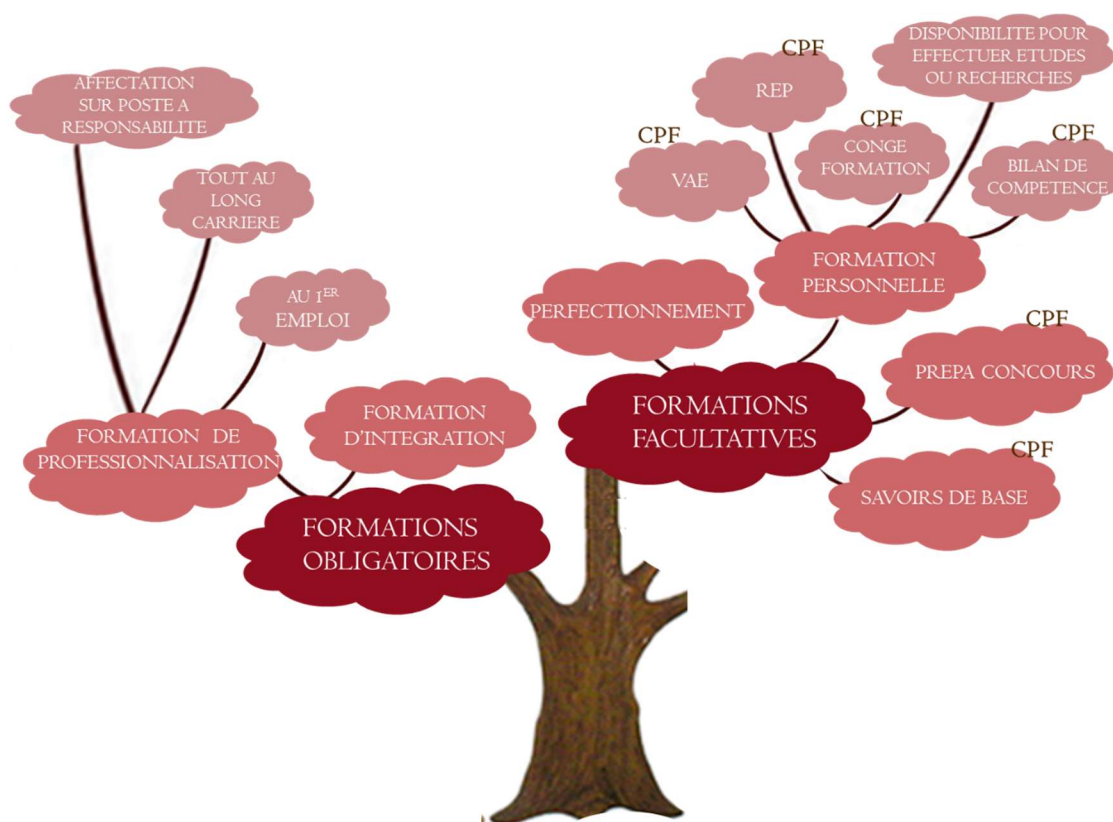 AFFECTATION
SUR POSTE A
RESPONSABILITE
TOUT AU
LONG
CARRIERE
AU 1ER
EMPLOI
FORMATION DE
PROFESSIONNALISATION
FORMATION
D'INTEGRATION
FORMATIONS
OBLIGATOIRES
CPF
REP
DISPONIBILITE POUR
EFFECTUER ETUDES
OU RECHERCHES
CPF
VAE
CPF
CONGE
FORMATION
CPF
BILAN DE
COMPETENCE
FORMATION
PERSONNELLE
PERFECTIONNEMENT
CPF
PREPA CONCOURS
FORMATIONS
FACULTATIVES
CPF
SAVOIRS DE BASE